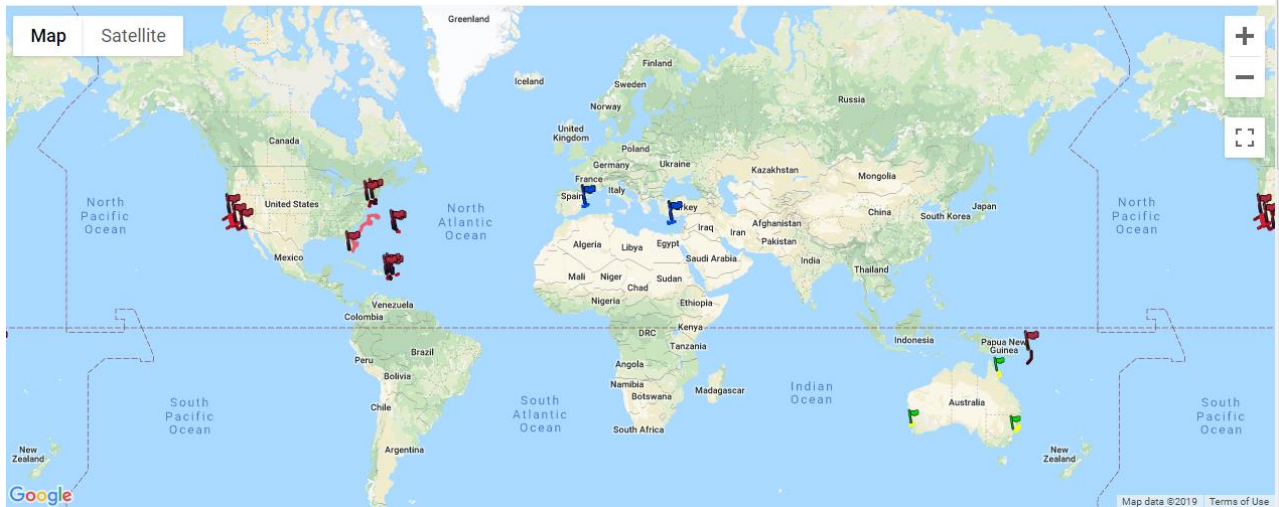 Map Satellite
Greenland
Iceland
Finland
Sweden
Norway
Russia
United
Kingdom
Canada
Poland
Germany
Ukraine
France
Kazakhstan
Mongolia
Spain
Italy
North
Pacific
Ocean
United States
North
Atlantic
Ocean
key
Japan
China
South Korea
North
Pacific
Ocean
Afghanistan
Iraq
Iran
Pakistan
Algeria
Libya
Egypt
Mexico
Saudi Arabia
India
Thailand
Mali
Niger
Sudan
Chad
Venezuela
Nigeria
Ethiopia
Colombia
DRC
Kenya
Indonesia
Papua New
Guinea
Tanzania
Peru
Brazil
Angola
Bolivia
Namibia
Botswana
Madagascar
Indian
Ocean
South
Pacific
Ocean
Chile
South
Atlantic
Ocean
Australia
South
Pacific
Ocean
South Africa
New
Zealand
Argentina
New
Zealand
Google
Map data ©2019 Terms of Use